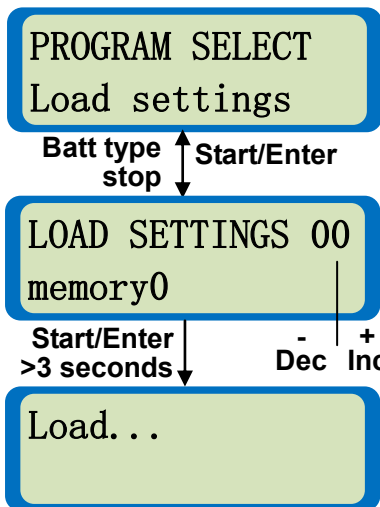 PROGRAM SELECT
Load settings
Batt type
stop
Start/Enter
LOAD SETTINGS 00
memory0
Start/Enter
>3 seconds
- +
Dec Inc
Load...